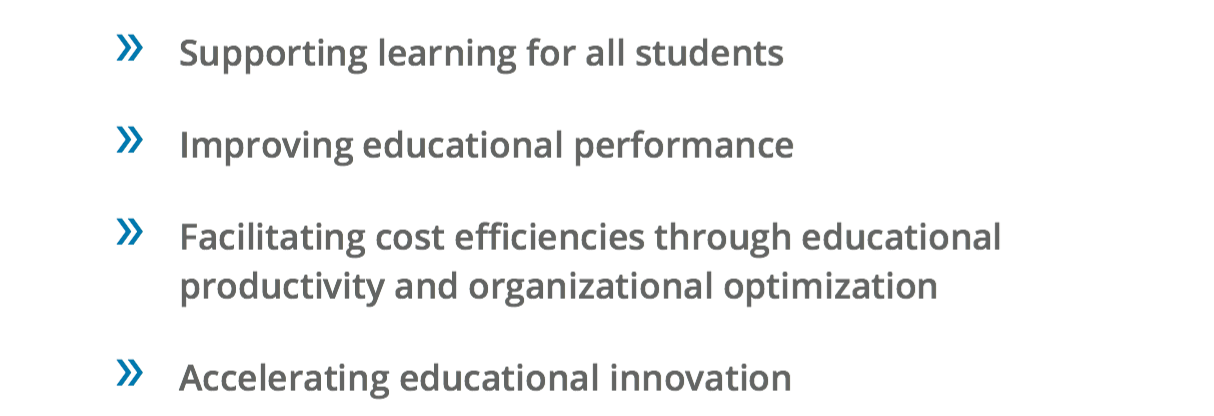 » Supporting learning for all students
» Improving educational performance
» Facilitating cost efficiencies through educational
productivity and organizational optimization
» Accelerating educational innovation